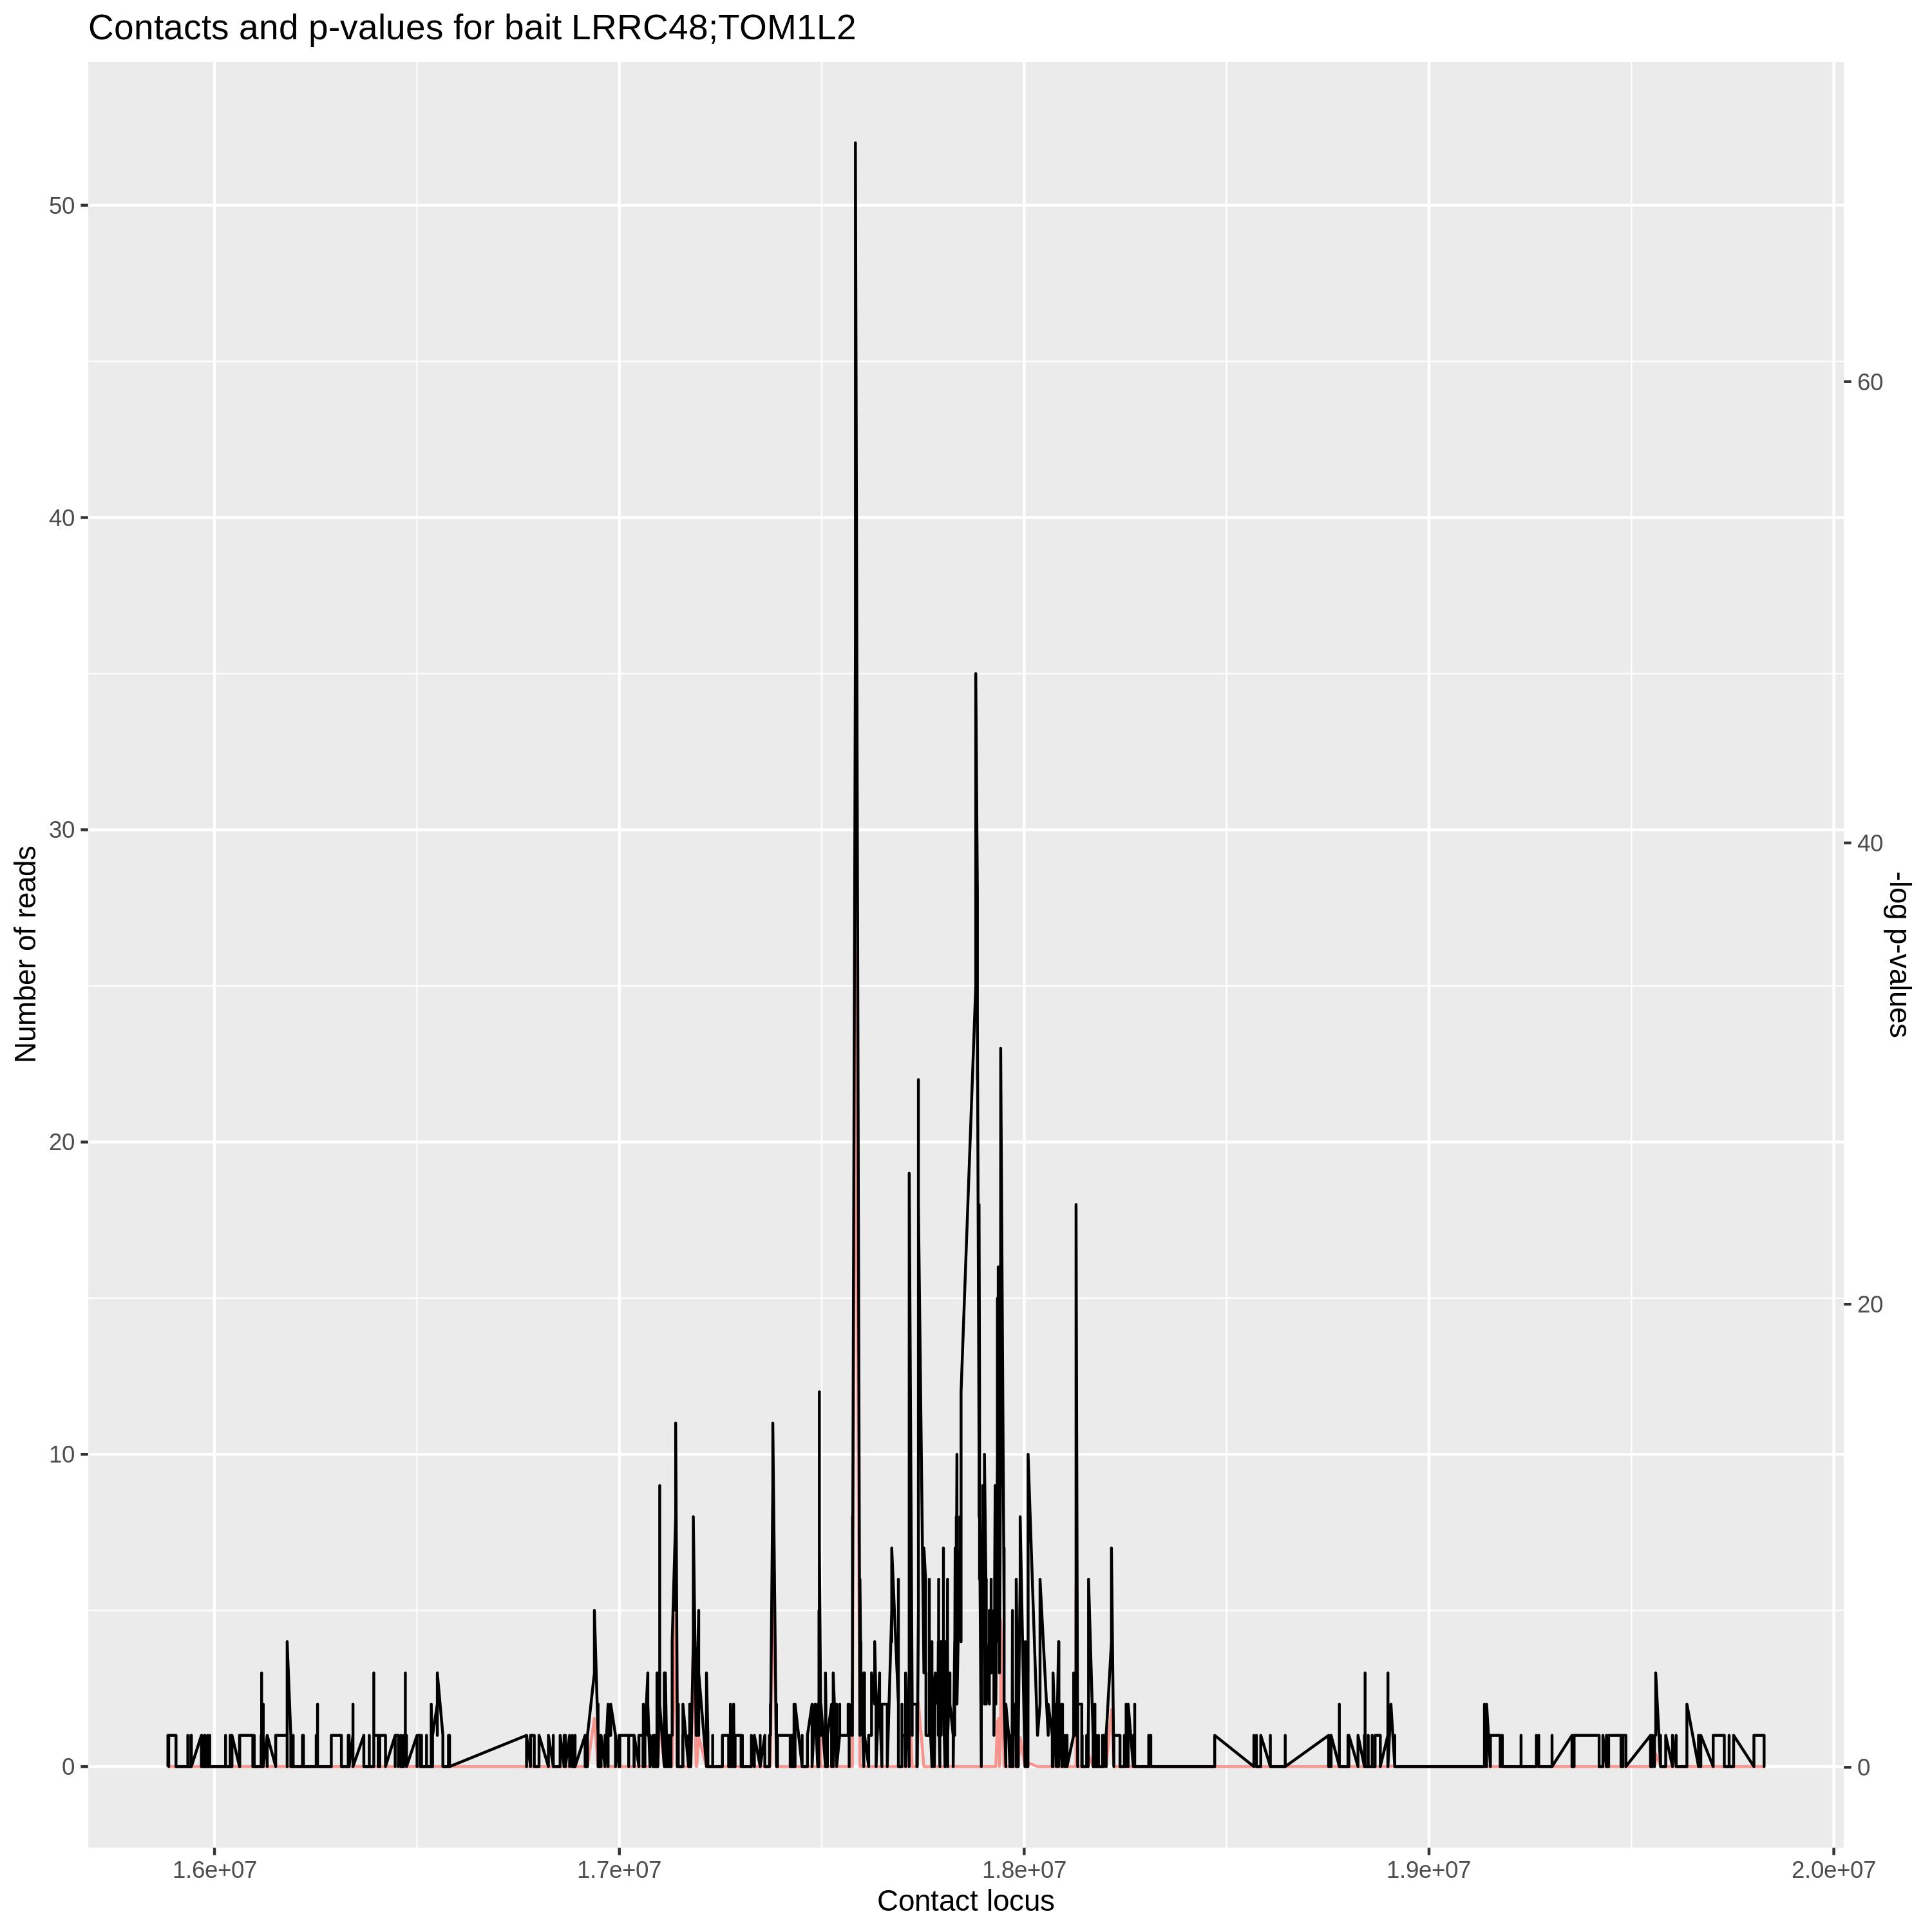 Contacts and p-values for bait LRRC48;TOM1L2
50
40
30
20
10
0
Number of reads
60
40
20
0
-log p-values
1.6e+07
1.7e+07
1.8e+07
1.9e+07
2.0e+07
Contact locus